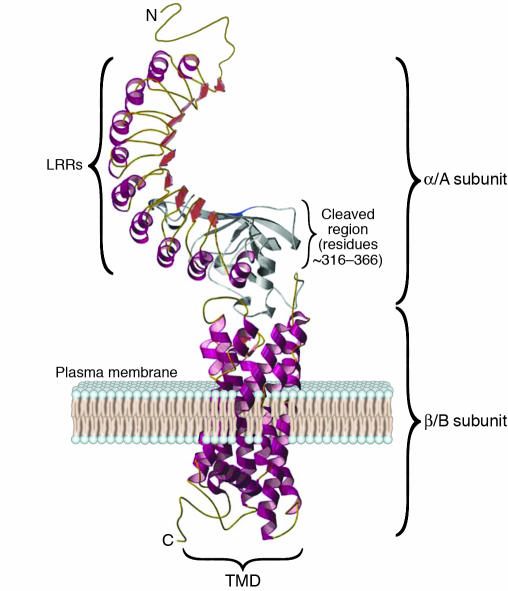 N
LRRs
α/A subunit
Cleaved
region
(residues
~316–366)
Plasma membrane
β/B subunit
C
TMD